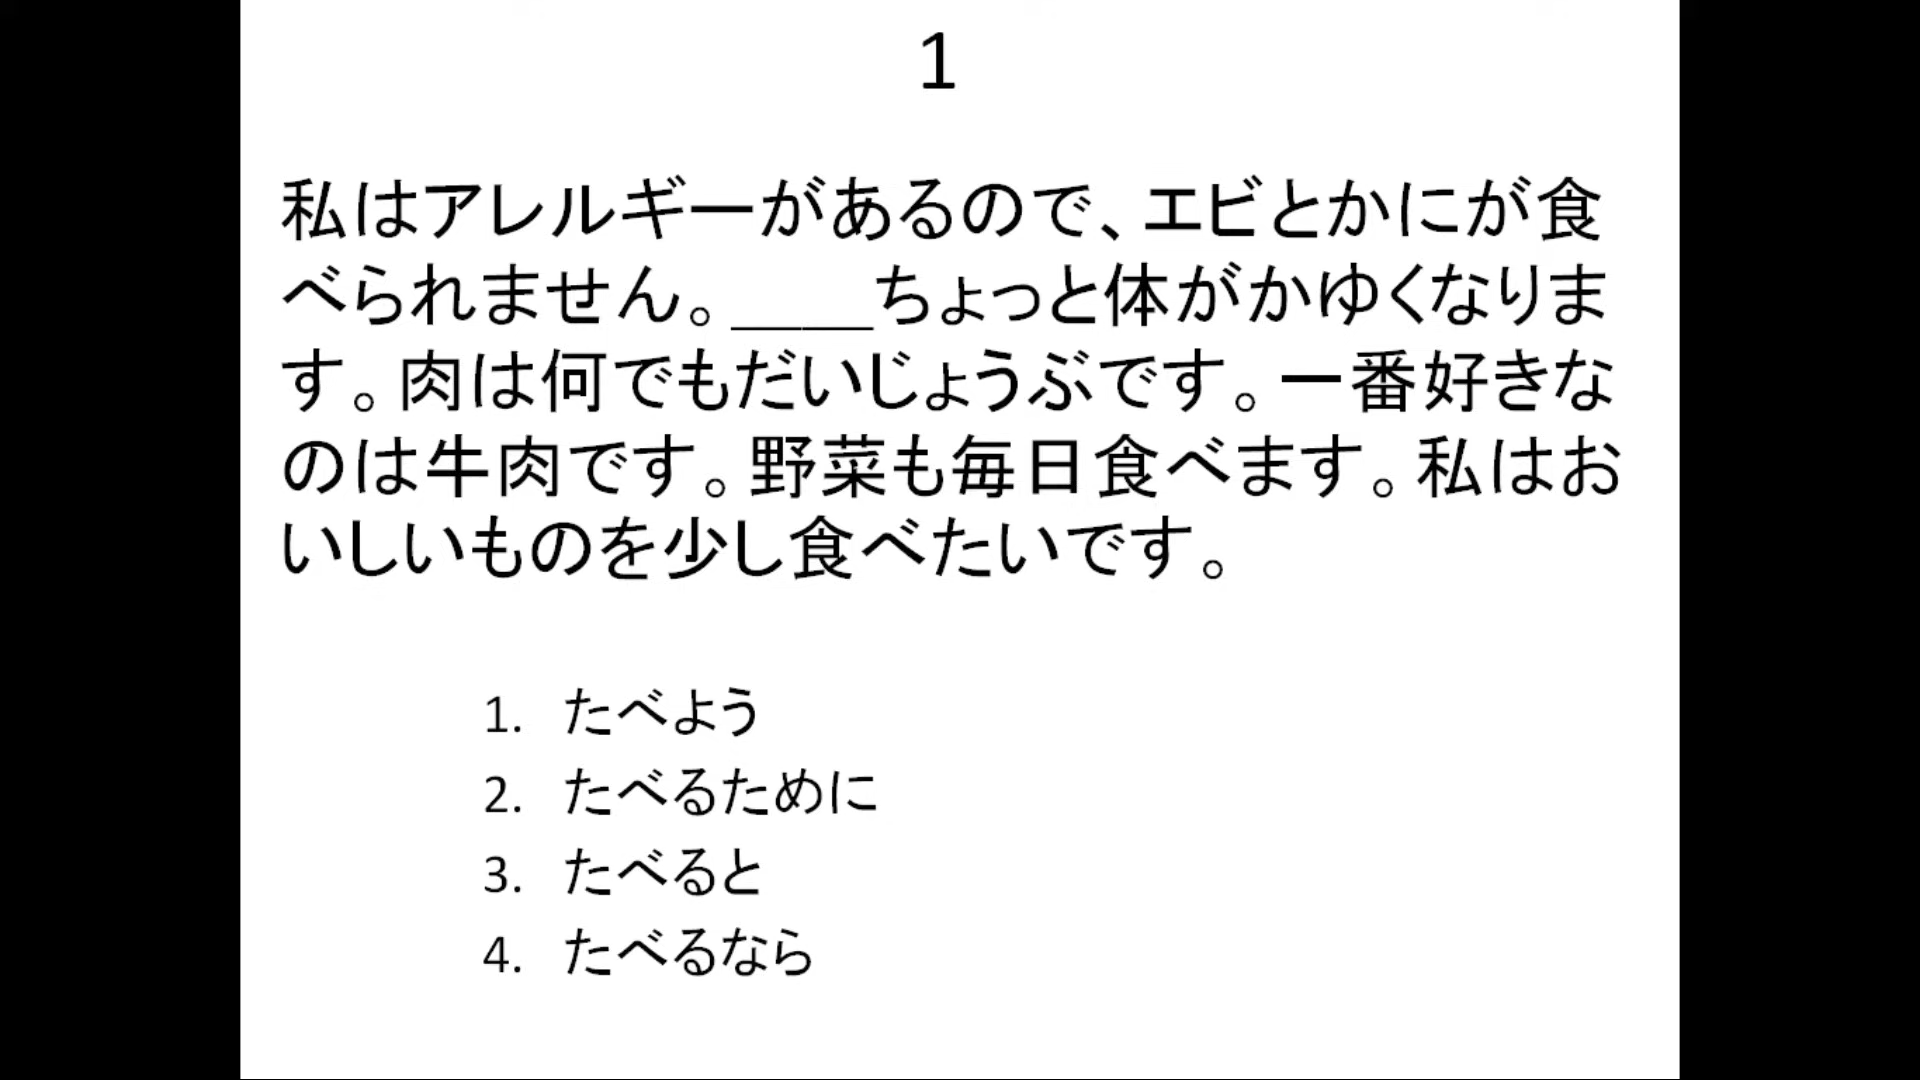 1
私はアレルギーがあるので、エビとかにが食
べられません。____ちょっと体がかゆくなりま
す。肉は何でもだいじょうぶです。一番好きな
のは牛肉です。野菜も毎日食べます。私はお
いしいものを少し食べたいです。
1. たべよう
2. たべるために
3. たべると
4. たべるなら